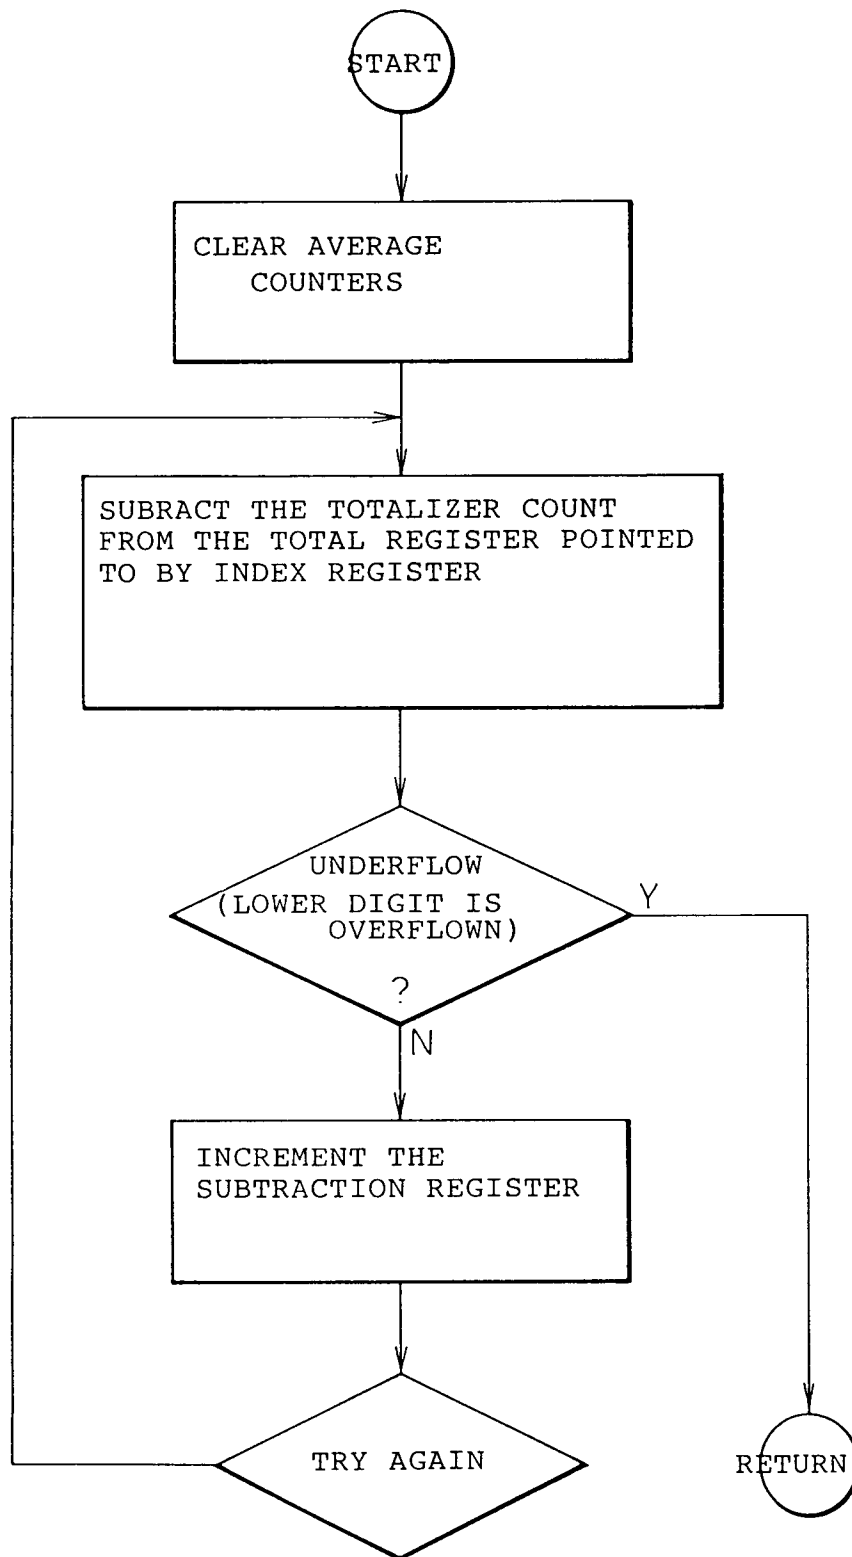 START
CLEAR AVERAGE
COUNTERS
SUBRACT THE TOTALIZER COUNT
FROM THE TOTAL REGISTER POINTED
TO BY INDEX REGISTER
UNDERFLOW
(LOWER DIGIT IS
OVERFLOWN)
?
Y
N
INCREMENT THE
SUBTRACTION REGISTER
TRY AGAIN
RETURN